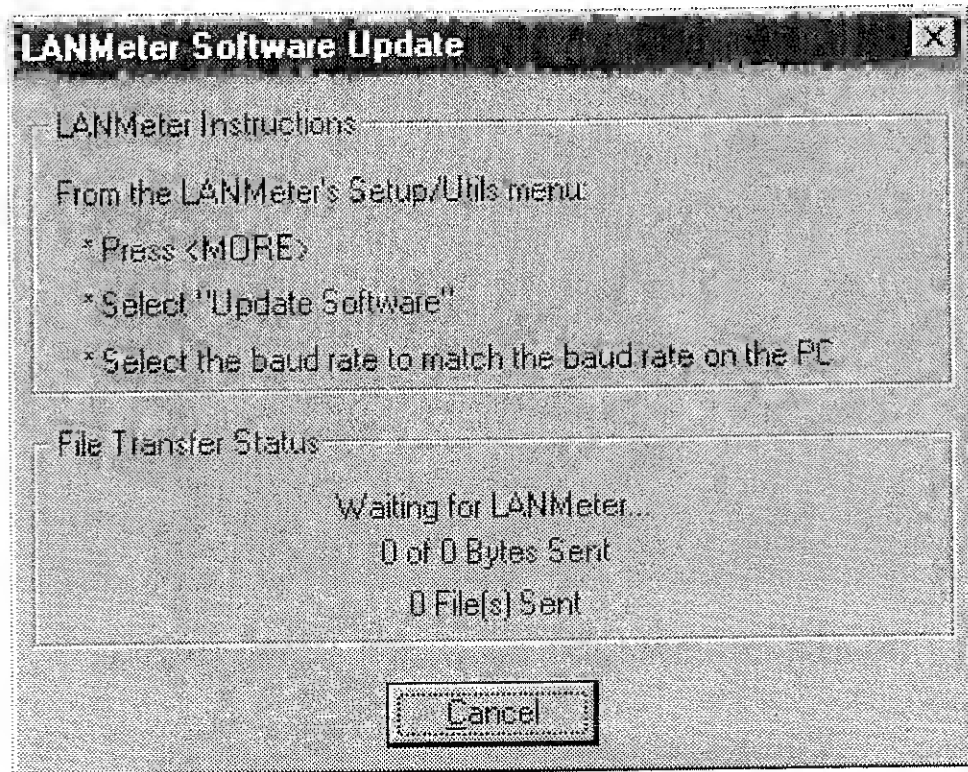 LANMeter Software Update
LANMeter Instructions
From the LANMeter's Setup/Utils menu:
* Press <MORE>
* Select "Update Software"
* Select the baud rate to match the baud rate on the PC
File Transfer Status
Waiting for LANMeter...
0 of 0 Bytes Sent
0 File(s) Sent
Cancel